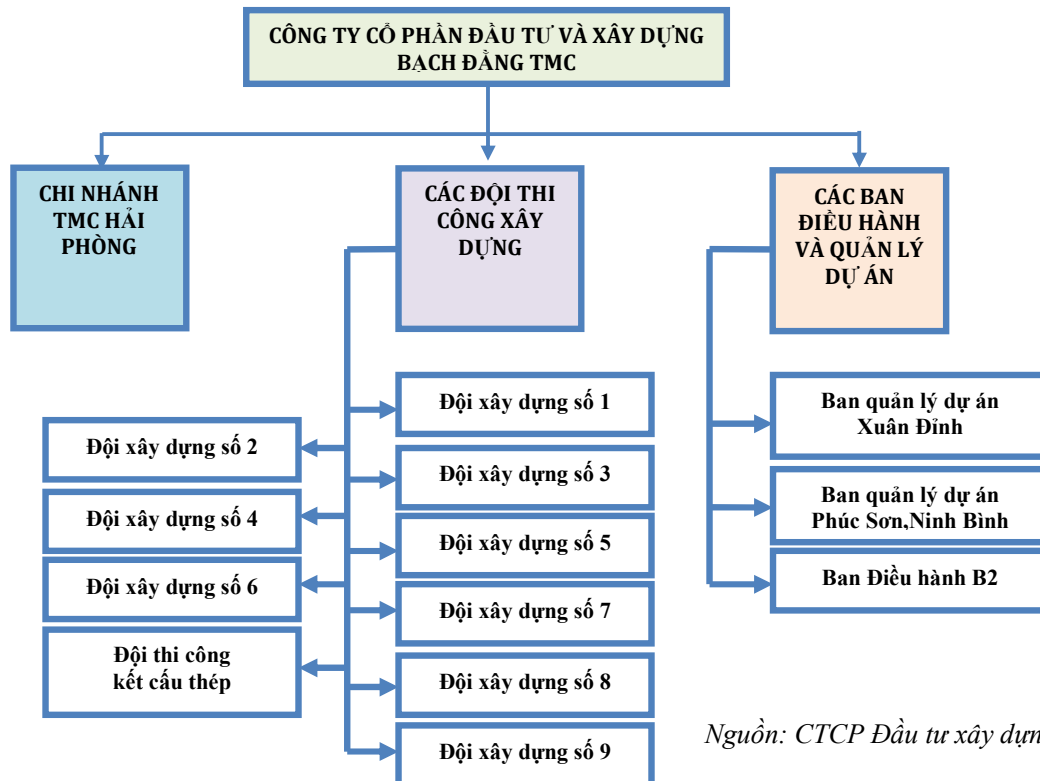 CÔNG TY CỔ PHẦN ĐẦU TƯ VÀ XÂY DỰNG
BẠCH ĐẰNG TMC
CHI NHÁNH
TMC HẢI
PHÒNG
CÁC ĐỘI THI
CÔNG XÂY
DỰNG
CÁC BAN
ĐIỀU HÀNH
VÀ QUẢN LÝ
DỰ ÁN
Đội xây dựng số 1
Đội xây dựng số 2
Đội xây dựng số 3
Đội xây dựng số 4
Đội xây dựng số 5
Đội xây dựng số 6
Đội xây dựng số 7
Đội thi công
kết cấu thép
Đội xây dựng số 8
Đội xây dựng số 9
Ban quản lý dự án
Xuân Đỉnh
Ban quản lý dự án
Phúc Sơn,Ninh Bình
Ban Điều hành B2
Nguồn: CTCP Đầu tư xây